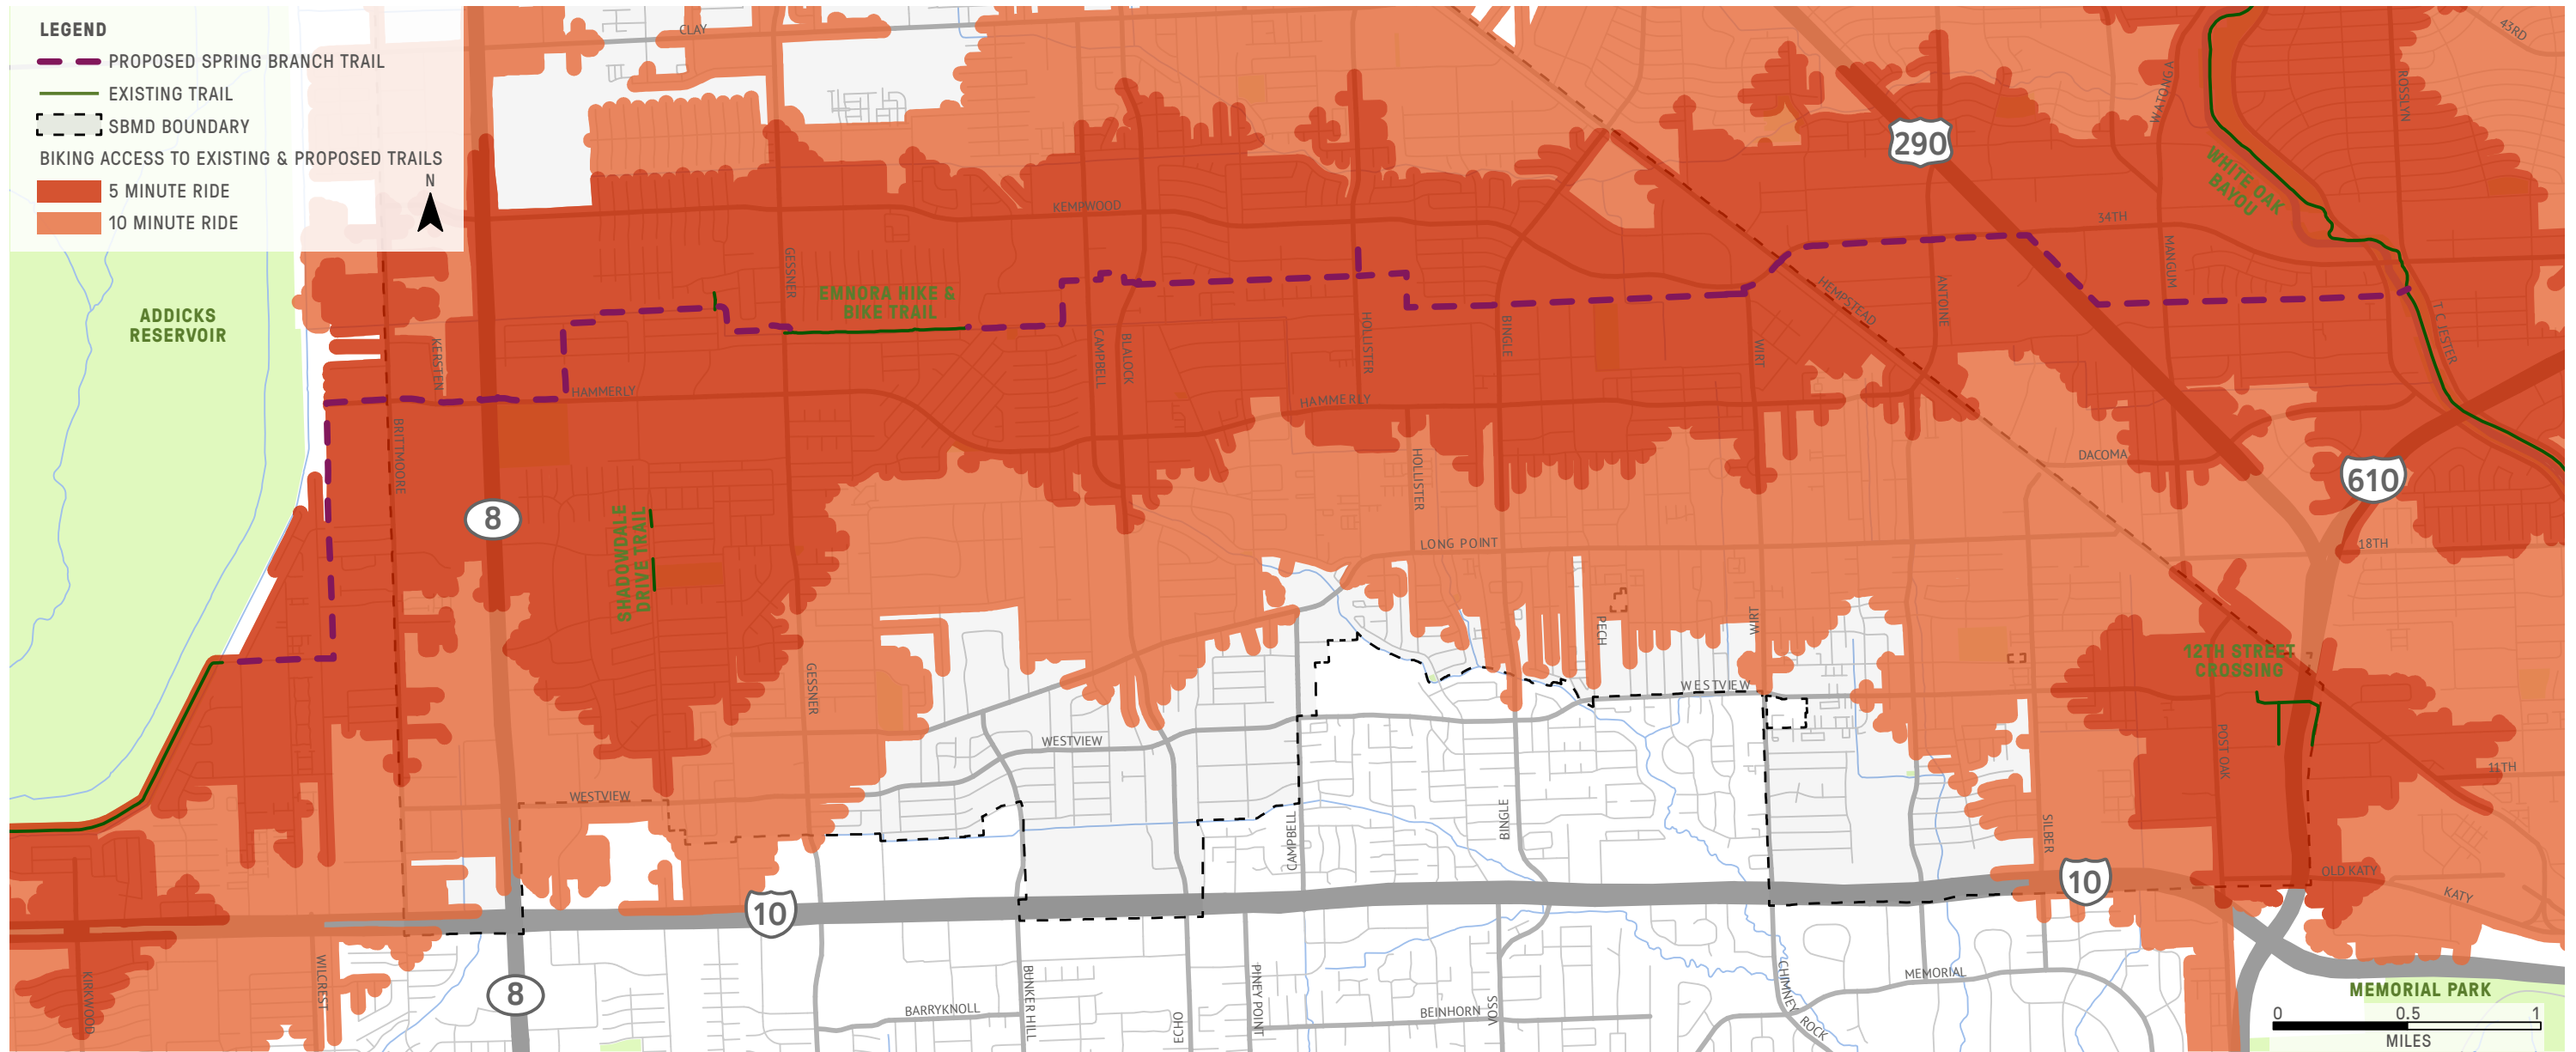 LEGEND
PROPOSED SPRING BRANCH TRAIL
EXISTING TRAIL
SBMD BOUNDARY
BIKING ACCESS TO EXISTING & PROPOSED TRAILS
5 MINUTE RIDE
10 MINUTE RIDE
N
CLAY
43RD
ROSSLYN
WATONGA
290
WHITE OAK
BAYOU
KEMPWOOD
34TH
MANGUM
GESSNER
EMNORA HIKE &
BIKE TRAIL
HEMPSTEAD
ANTOINE
T C JESTER
ADDICKS
RESERVOIR
KERSTEN
CAMPBELL
BLALOCK
HOLLISTER
BINGLE
WIRT
HAMMERLY
HAMMERLY
BRITTMOORE
HOLLISTER
DACOMA
610
8
SHADOWDALE
DRIVE TRAIL
LONG POINT
18TH
PECH
WIRT
12TH STREET
CROSSING
GESSNER
WESTVIEW
WESTVIEW
POST OAK
11TH
WESTVIEW
CAMPBELL
BINGLE
SILBER
OLD KATY
KATY
10
10
8
KIRKWOOD
WILCREST
BARRYKNOLL
BUNKER HILL
ECHO
PINEY POINT
BEINHORN
VOSS
CHIMNEY ROCK
MEMORIAL
MEMORIAL PARK
0 0.5 1
MILES